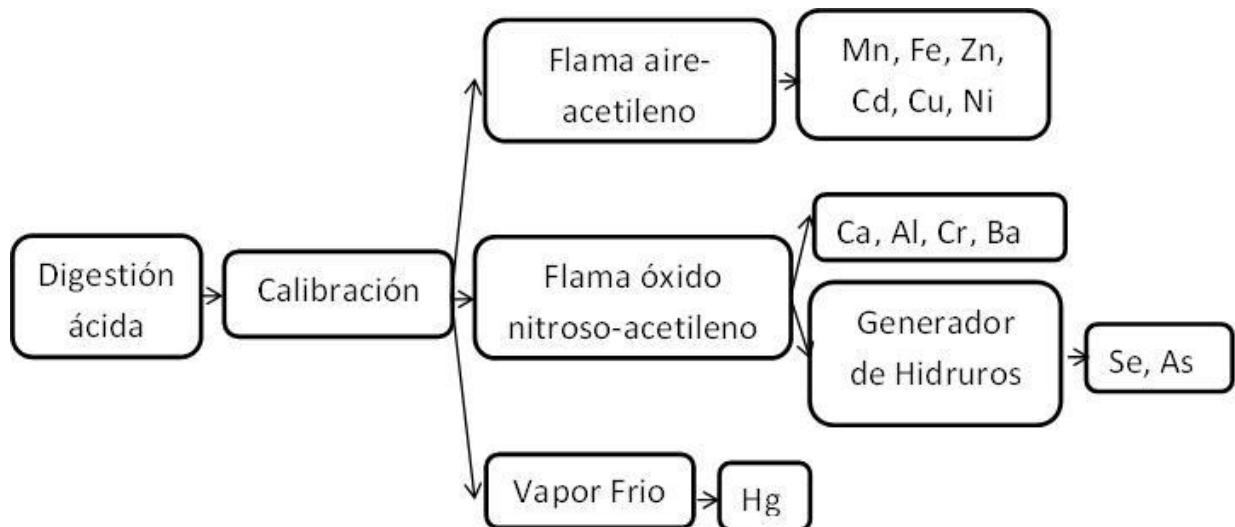 Digestión
ácida
Calibración
Flama aire-
acetileno
Mn, Fe, Zn,
Cd, Cu, Ni
Flama óxido
nitroso-acetileno
Ca, Al, Cr, Ba
Generador
de Hidruros
Se, As
Vapor Frio
Hg